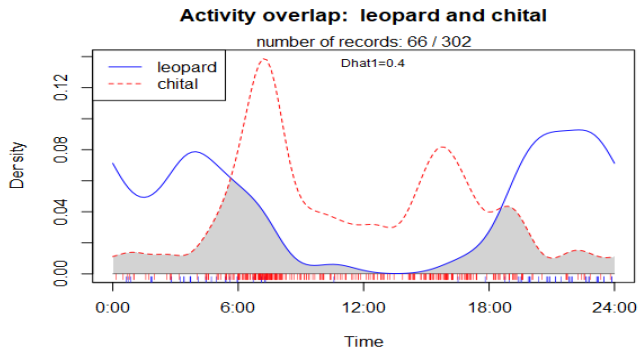 Activity overlap: leopard and chital
number of records: 66 / 302
Dhat1=0.4
leopard
chital
Density
0.12
0.08
0.04
0.00
0:00 6:00 12:00 18:00 24:00
Time